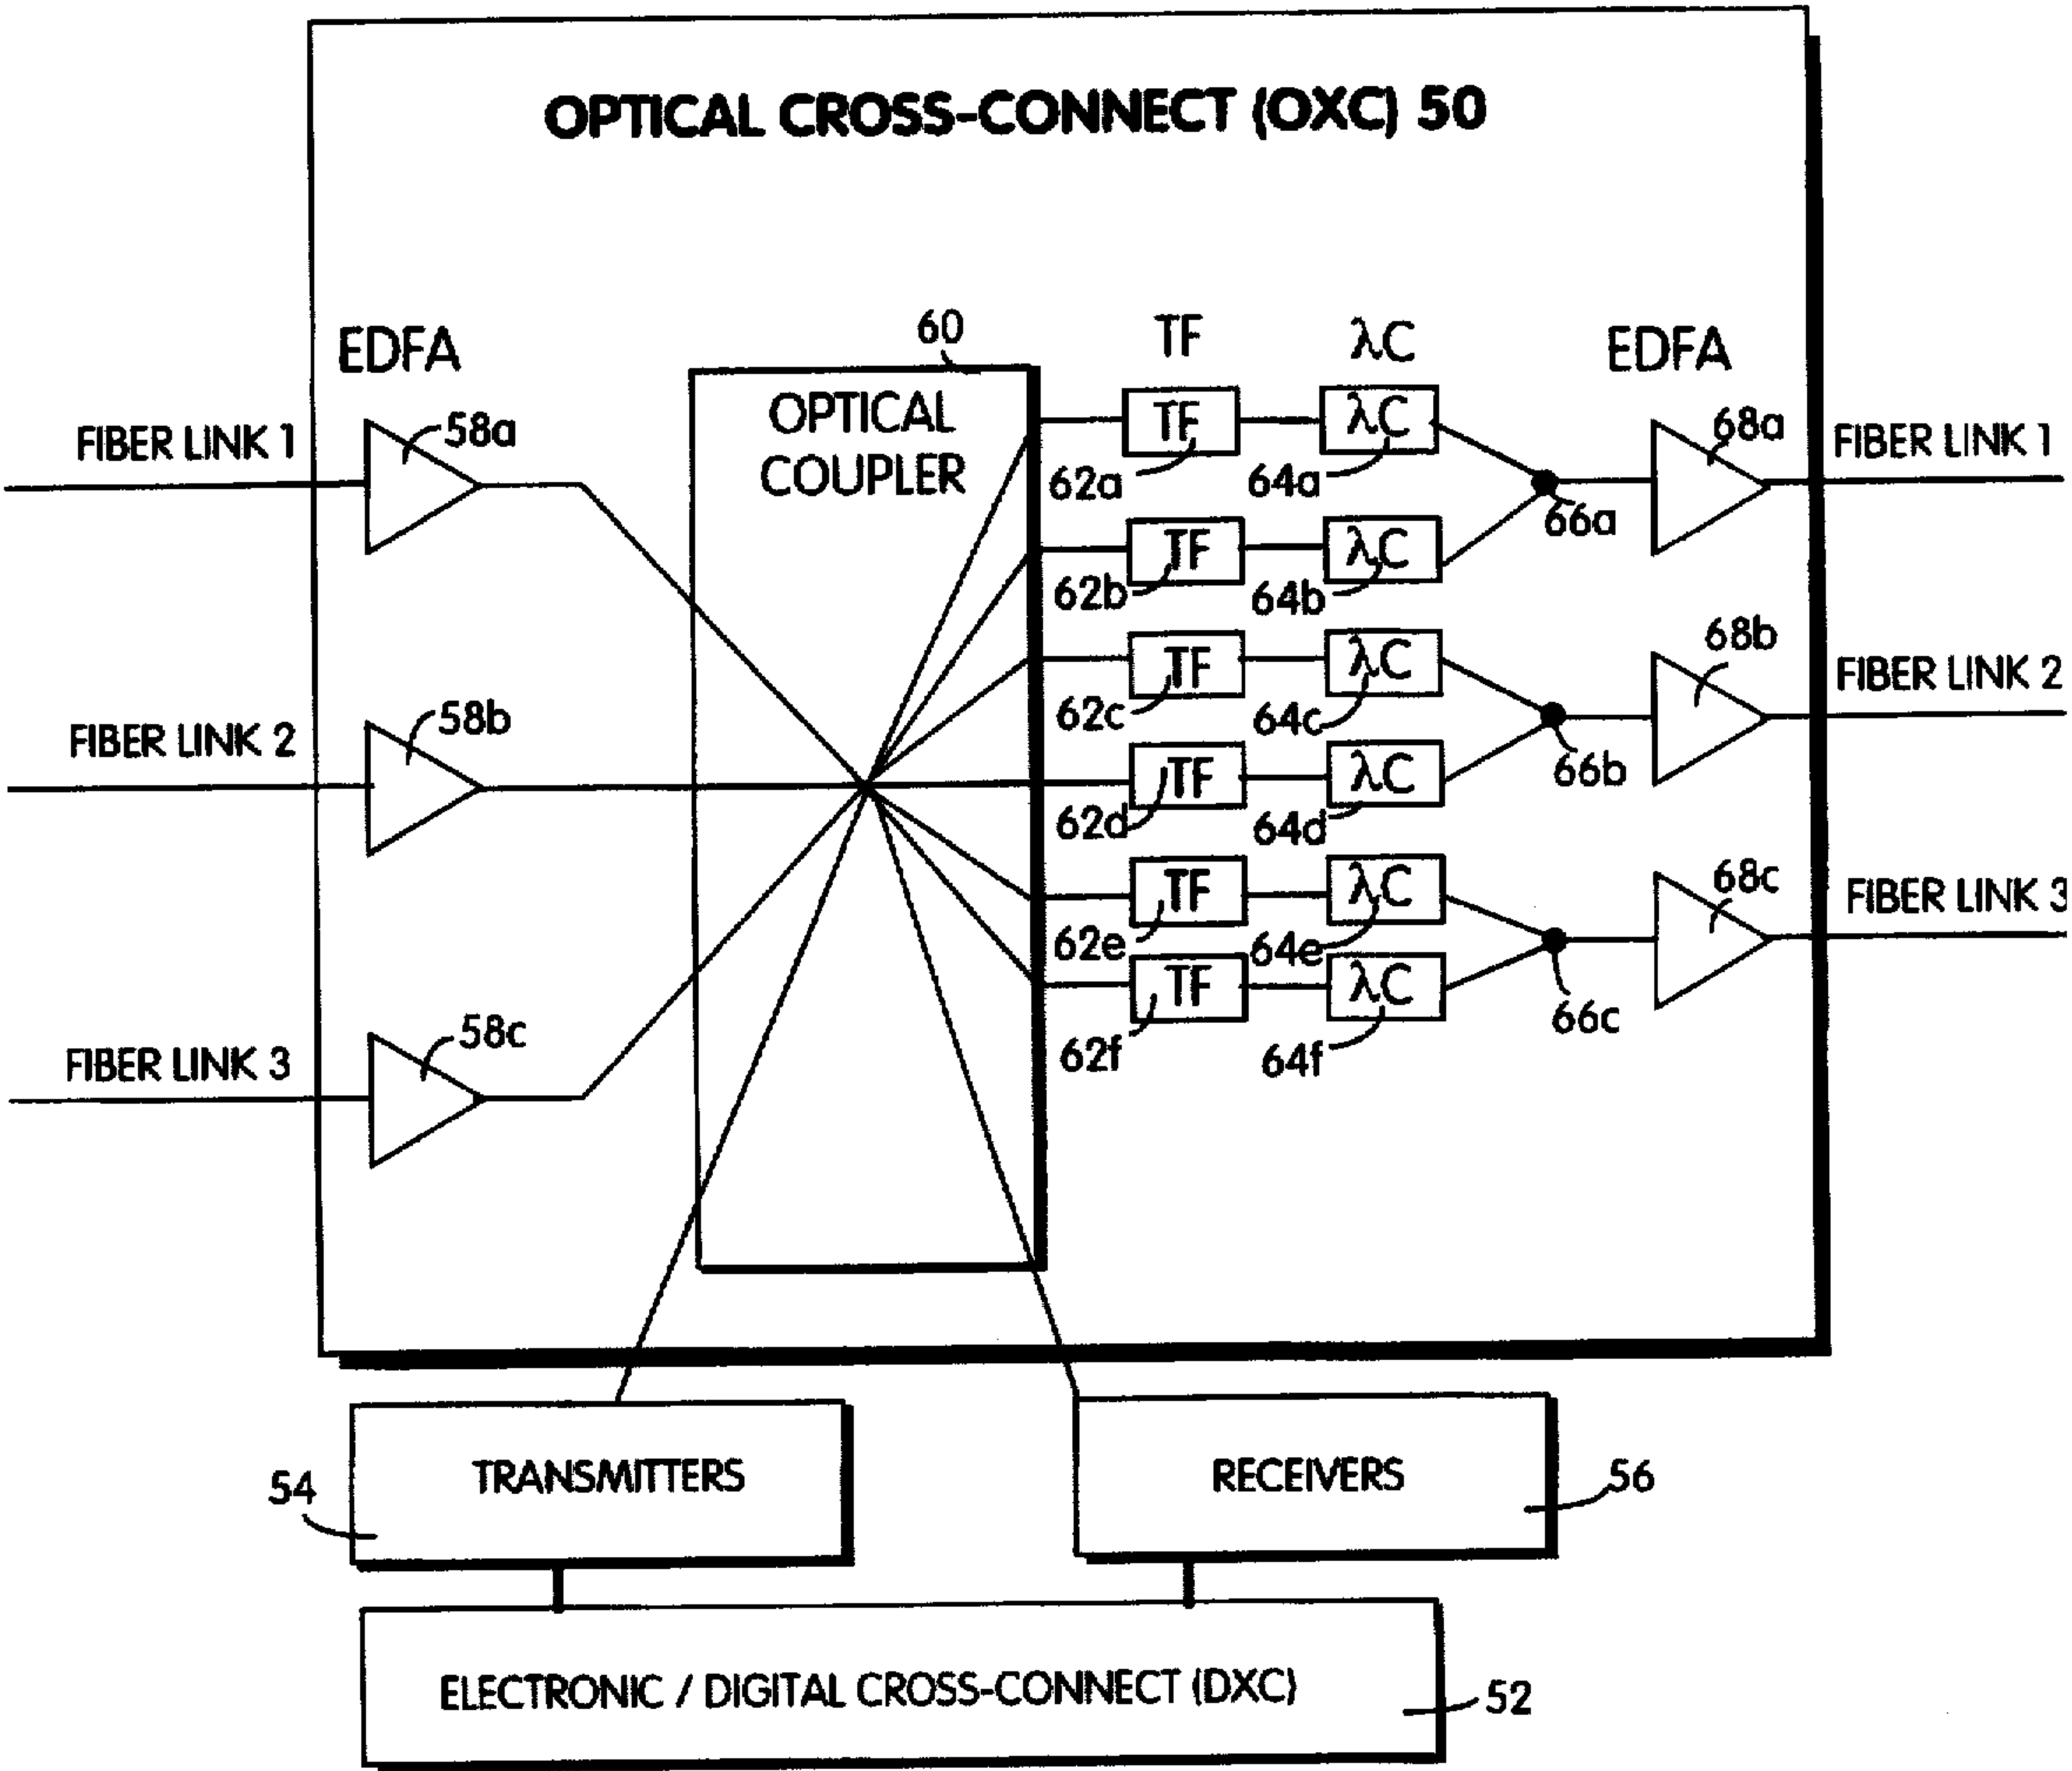 OPTICAL CROSS-CONNECT (OXC) 50
60
TF
λC
EDFA
EDFA
OPTICAL
COUPLER
FIBER LINK 1
58a
TF
λC
68a
FIBER LINK 1
62a
64a
66a
TF
λC
62b
64b
FIBER LINK 2
58b
TF
λC
68b
FIBER LINK 2
62c
64c
66b
TF
λC
62d
64d
TF
λC
68c
FIBER LINK 3
62e
64e
TF
λC
66c
62f
64f
FIBER LINK 3
58c
54
TRANSMITTERS
RECEIVERS
56
ELECTRONIC / DIGITAL CROSS-CONNECT (DXC)
52